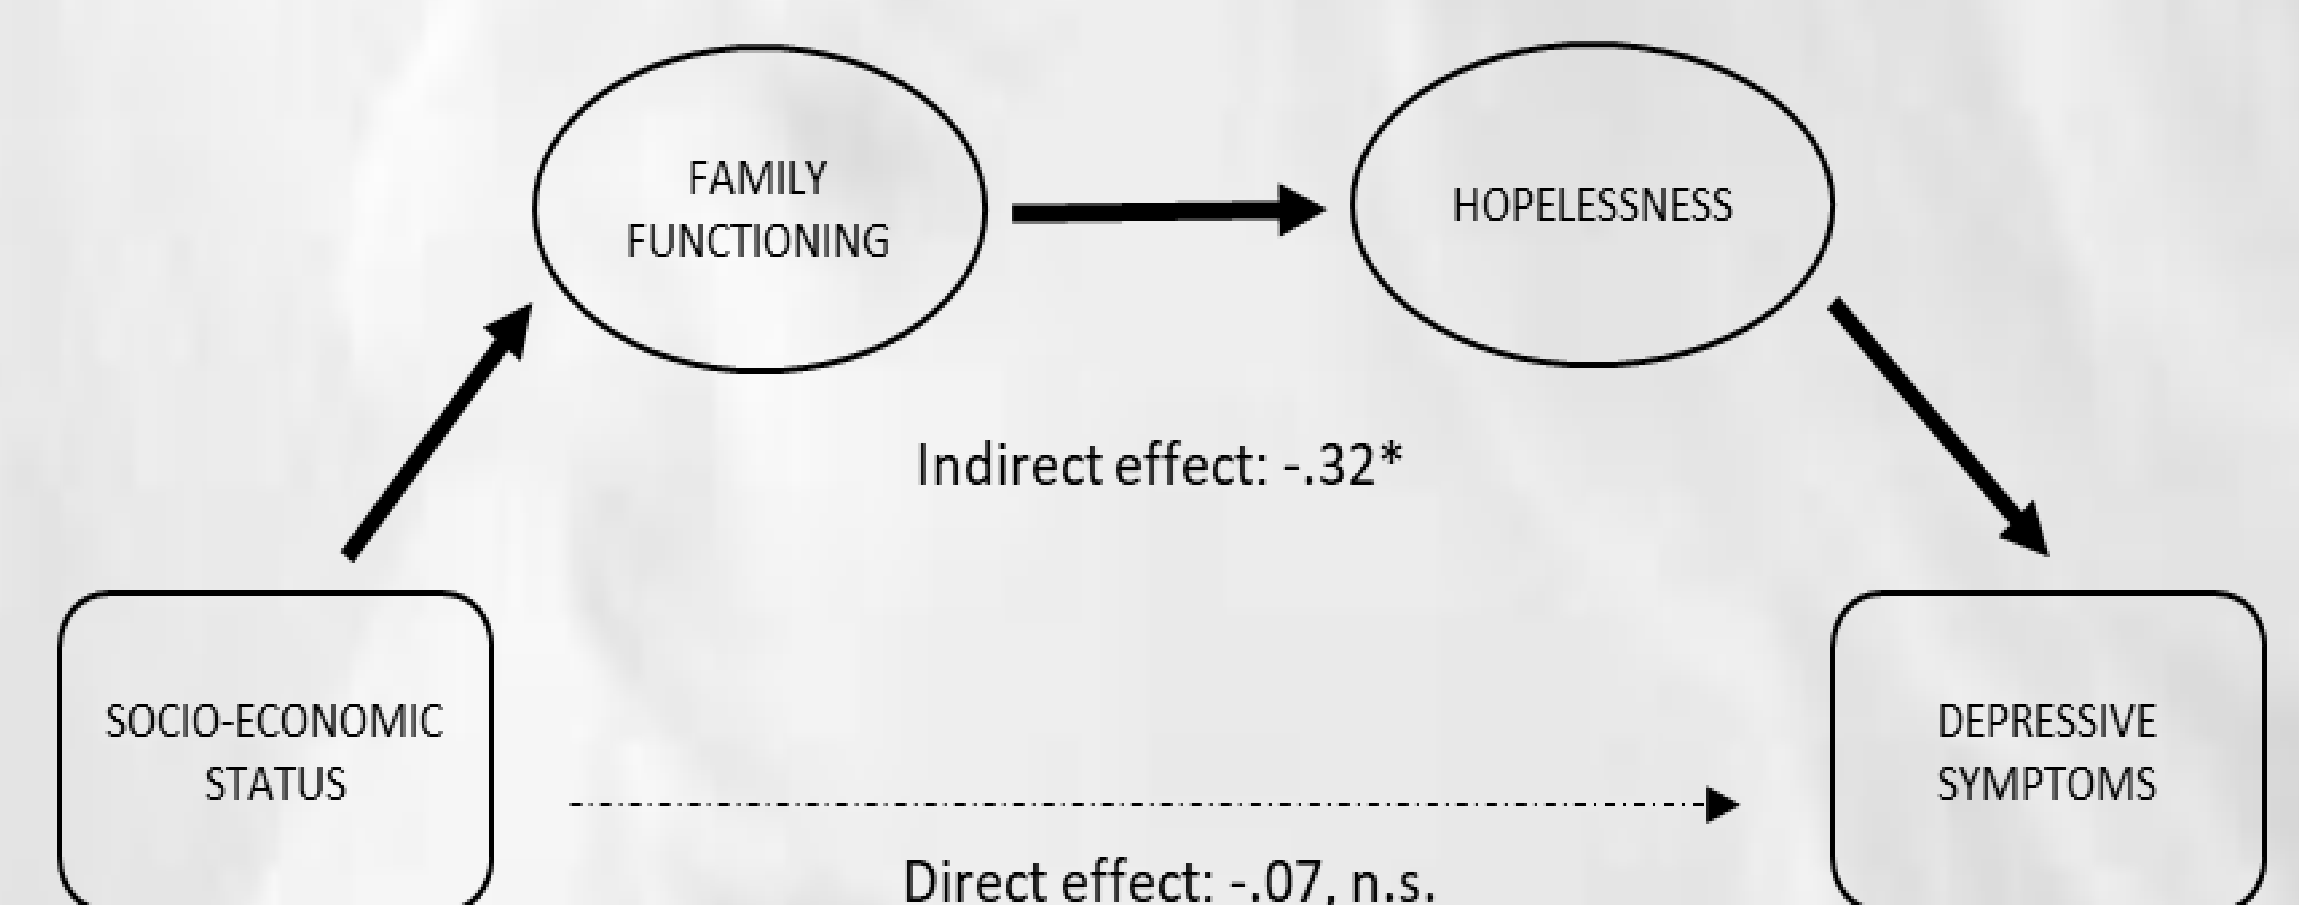 FAMILY
FUNCTIONING
HOPELESSNESS
Indirect effect: -.32*
SOCIO-ECONOMIC
STATUS
DEPRESSIVE
SYMPTOMS
Direct effect: -.07, n.s.